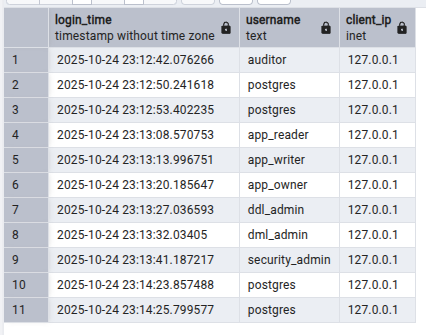 login_time username client_ip
timestamp without time zone text inet
1 2025-10-24 23:12:42.076266 auditor 127.0.0.1
2 2025-10-24 23:12:50.241618 postgres 127.0.0.1
3 2025-10-24 23:12:53.402235 postgres 127.0.0.1
4 2025-10-24 23:13:08.570753 app_reader 127.0.0.1
5 2025-10-24 23:13:13.996751 app_writer 127.0.0.1
6 2025-10-24 23:13:20.185647 app_owner 127.0.0.1
7 2025-10-24 23:13:27.036593 ddl_admin 127.0.0.1
8 2025-10-24 23:13:32.03405 dml_admin 127.0.0.1
9 2025-10-24 23:13:41.187217 security_admin 127.0.0.1
10 2025-10-24 23:14:23.857488 postgres 127.0.0.1
11 2025-10-24 23:14:25.799577 postgres 127.0.0.1